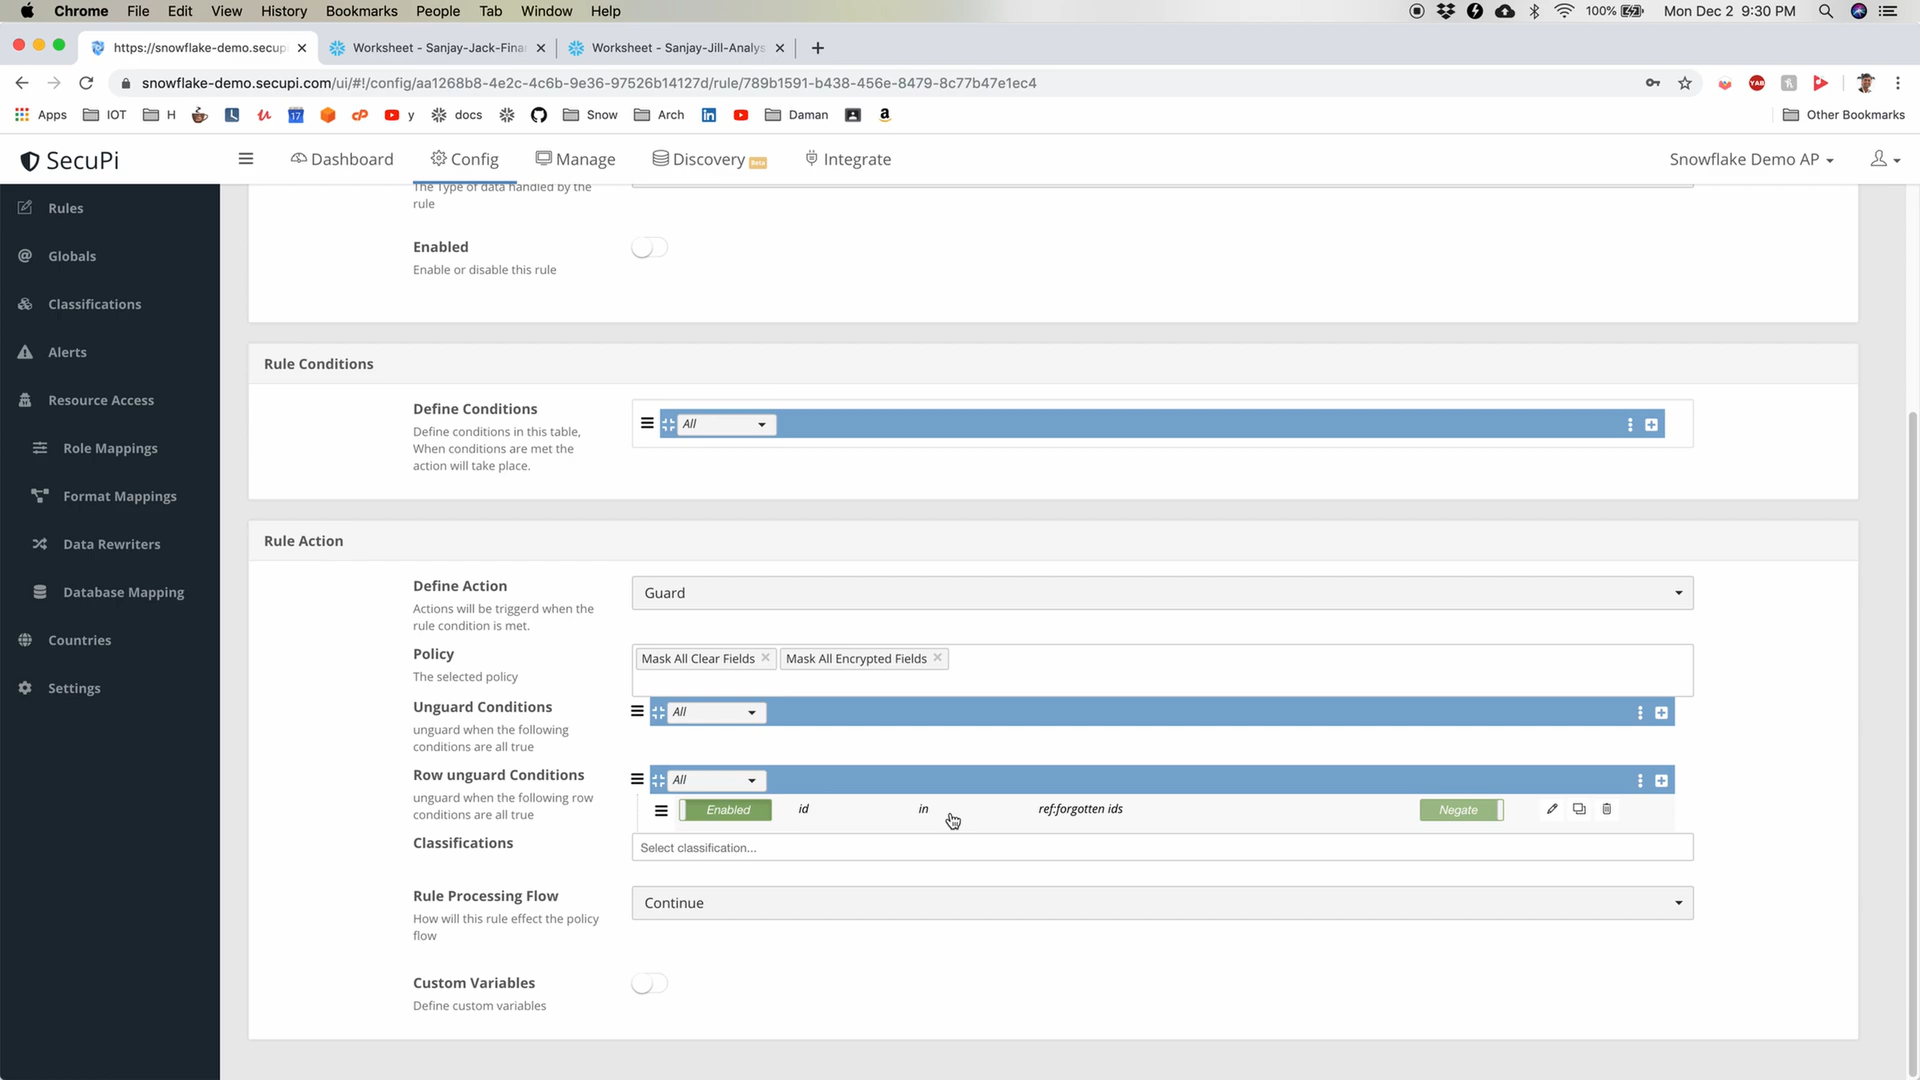 Chrome File Edit View History Bookmarks People Tab Window Help 100% Mon Dec 2 9:30 PM
https://snowflake-demo.secupi Worksheet - Sanjay-Jack-Finan Worksheet - Sanjay-Jill-Analys
snowflake-demo.secupi.com/ui/#!/config/aa1268b8-4e2c-4c6b-9e36-97526b14127d/rule/789b1591-b438-456e-8479-8c77b47e1ec4
Apps IOT H 17 y docs Snow Arch Daman Other Bookmarks
SecuPi Dashboard Config Manage Discovery Beta Integrate Snowflake Demo AP
The Type of data handled by the
rule
Rules
Globals
Classifications
Alerts
Resource Access
Role Mappings
Format Mappings
Data Rewriters
Database Mapping
Countries
Settings
Enabled
Enable or disable this rule
Rule Conditions
Define Conditions
Define conditions in this table,
When conditions are met the
action will take place.
All
Rule Action
Define Action
Actions will be triggerd when the
rule condition is met.
Guard
Policy
The selected policy
Mask All Clear Fields Mask All Encrypted Fields
Unguard Conditions
unguard when the following
conditions are all true
All
Row unguard Conditions
unguard when the following row
conditions are all true
All
Enabled id in ref:forgotten ids Negate
Classifications
Select classification...
Rule Processing Flow
How will this rule effect the policy
flow
Continue
Custom Variables
Define custom variables